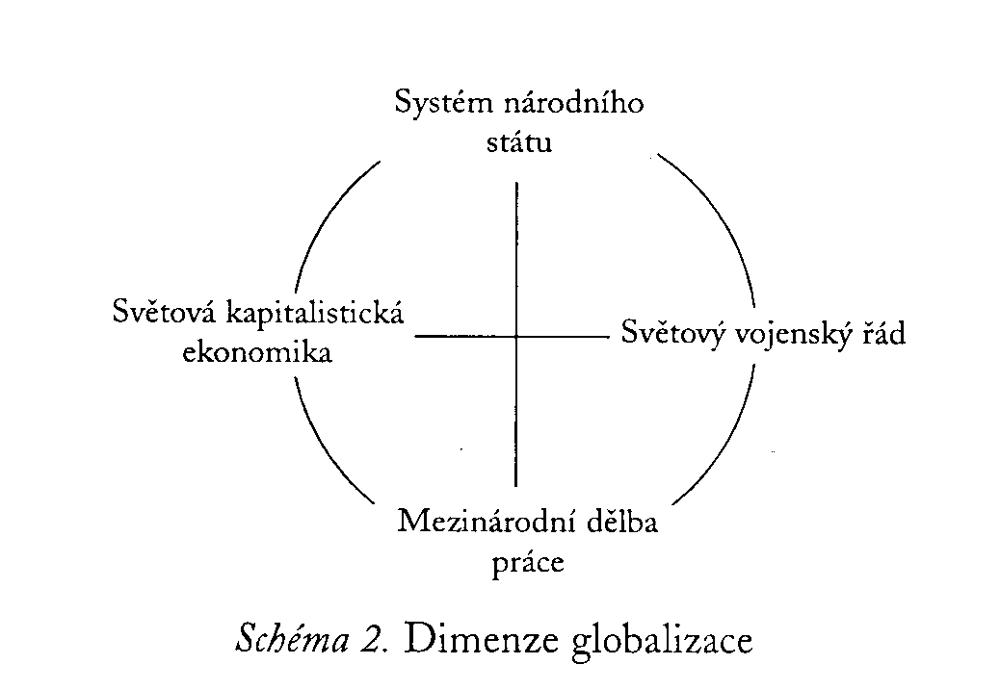 Systém národního
státu
Světová kapitalistická
ekonomika
Světový vojenský řád
Mezinárodní dělba
práce
Schéma 2. Dimenze globalizace